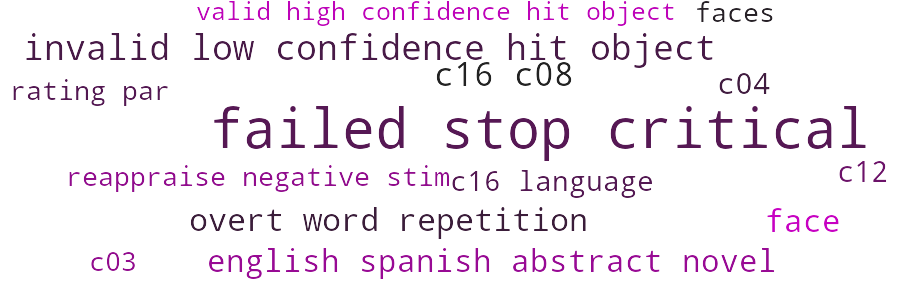 valid high confidence hit object
faces
invalid low confidence hit object
c16 c08
c04
rating par
failed stop critical
reappraise negative stim
c16 language
c12
overt word repetition
face
c03
english spanish abstract novel